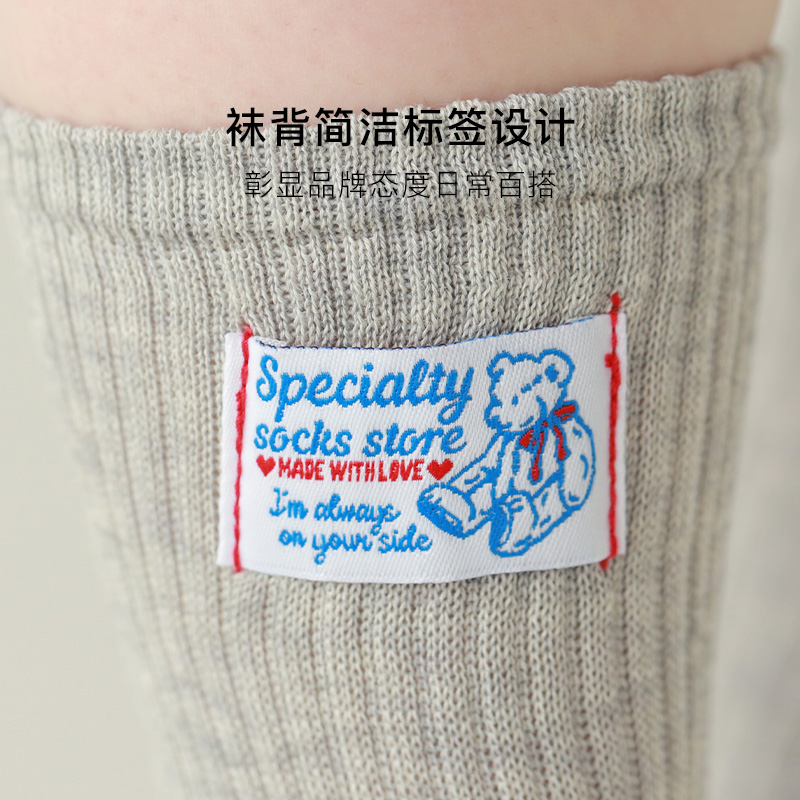 袜背简洁标签设计
彰显品牌态度日常百搭
Specialty
socks store
♥MADE WITH LOVE♥
I'm always
on your side